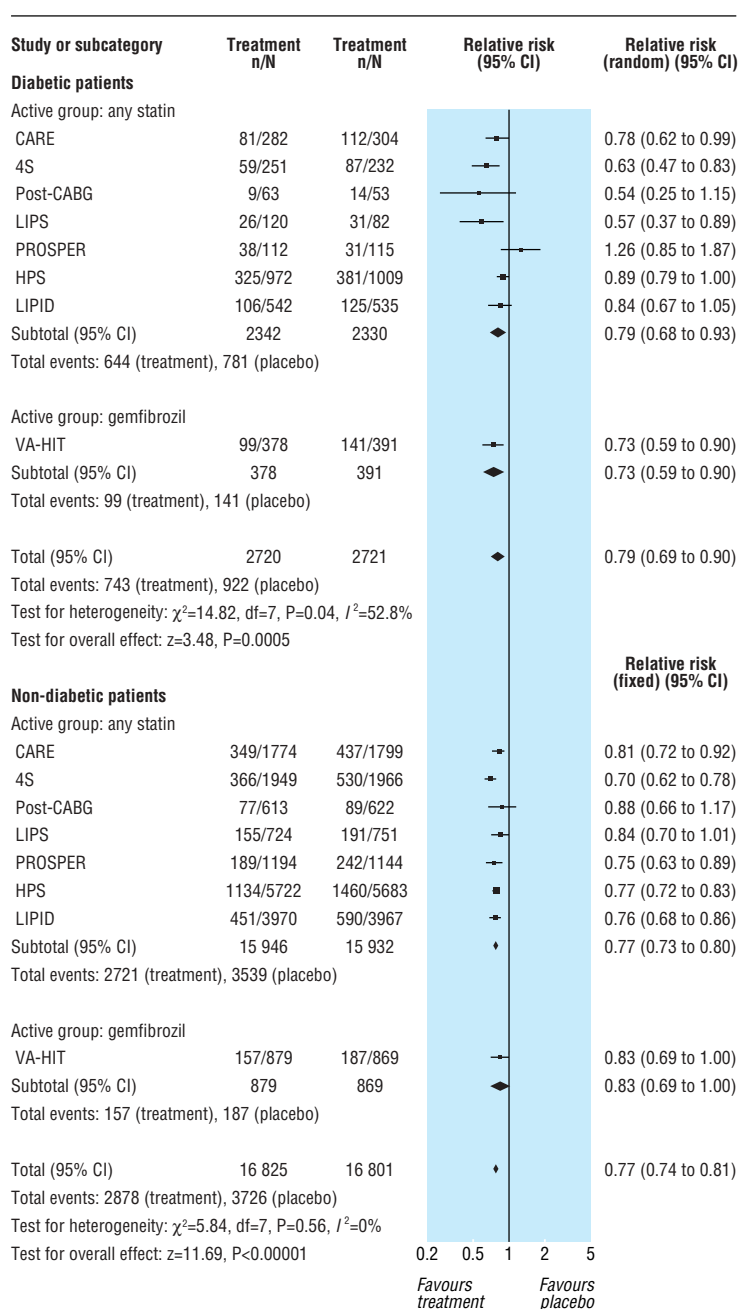 Study or subcategory Treatment n/N Treatment n/N Relative risk (95% CI) Relative risk (random) (95% CI)
Diabetic patients
Active group: any statin
CARE 81/282 112/304 0.78 (0.62 to 0.99)
4S 59/251 87/232 0.63 (0.47 to 0.83)
Post-CABG 9/63 14/53 0.54 (0.25 to 1.15)
LIPS 26/120 31/82 0.57 (0.37 to 0.89)
PROSPER 38/112 31/115 1.26 (0.85 to 1.87)
HPS 325/972 381/1009 0.89 (0.79 to 1.00)
LIPID 106/542 125/535 0.84 (0.67 to 1.05)
Subtotal (95% CI) 2342 2330 0.79 (0.68 to 0.93)
Total events: 644 (treatment), 781 (placebo)
Active group: gemfibrozil
VA-HIT 99/378 141/391 0.73 (0.59 to 0.90)
Subtotal (95% CI) 378 391 0.73 (0.59 to 0.90)
Total events: 99 (treatment), 141 (placebo)
Total (95% CI) 2720 2721 0.79 (0.69 to 0.90)
Total events: 743 (treatment), 922 (placebo)
Test for heterogeneity: χ²=14.82, df=7, P=0.04, I²=52.8%
Test for overall effect: z=3.48, P=0.0005
Relative risk (fixed) (95% CI)
Non-diabetic patients
Active group: any statin
CARE 349/1774 437/1799 0.81 (0.72 to 0.92)
4S 366/1949 530/1966 0.70 (0.62 to 0.78)
Post-CABG 77/613 89/622 0.88 (0.66 to 1.17)
LIPS 155/724 191/751 0.84 (0.70 to 1.01)
PROSPER 189/1194 242/1144 0.75 (0.63 to 0.89)
HPS 1134/5722 1460/5683 0.77 (0.72 to 0.83)
LIPID 451/3970 590/3967 0.76 (0.68 to 0.86)
Subtotal (95% CI) 15 946 15 932 0.77 (0.73 to 0.80)
Total events: 2721 (treatment), 3539 (placebo)
Active group: gemfibrozil
VA-HIT 157/879 187/869 0.83 (0.69 to 1.00)
Subtotal (95% CI) 879 869 0.83 (0.69 to 1.00)
Total events: 157 (treatment), 187 (placebo)
Total (95% CI) 16 825 16 801 0.77 (0.74 to 0.81)
Total events: 2878 (treatment), 3726 (placebo)
Test for heterogeneity: χ²=5.84, df=7, P=0.56, I²=0%
Test for overall effect: z=11.69, P<0.00001
0.2 0.5 1 2 5
Favours treatment Favours placebo